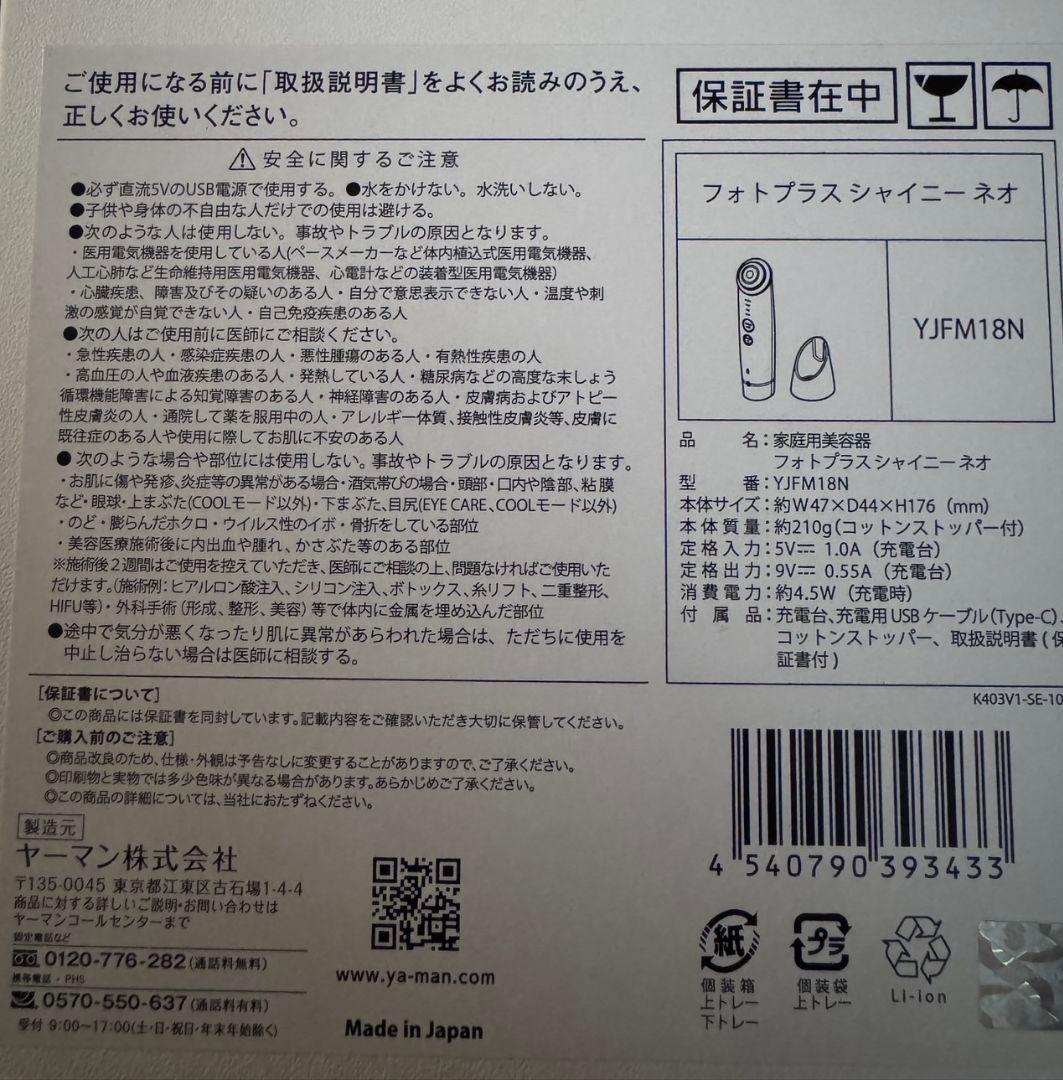 ご使用になる前に「取扱説明書」をよくお読みのうえ、
正しくお使いください。
安全に関するご注意
●必ず直流5VのUSB電源で使用する。●水をかけない。水洗いしない。
●子供や身体の不自由な人だけでの使用は避ける。
●次のような人は使用しない。事故やトラブルの原因となります。
・医用電気機器を使用している人(ペースメーカーなど体内植込式医用電気機器、
人工心肺など生命維持用医用電気機器、心電計などの装着型医用電気機器)
・心臓疾患、障害及びその疑いのある人・自分で意思表示できない人・温度や刺
激の感覚が自覚できない人・自己免疫疾患のある人
●次の人はご使用前に医師にご相談ください。
・急性疾患の人・感染症疾患の人・悪性腫瘍のある人・有熱性疾患の人
・高血圧の人や血液疾患のある人・発熱している人・糖尿病などの高度な末しょう
循環機能障害による知覚障害のある人・神経障害のある人・皮膚病およびアトピー
性皮膚炎の人・通院して薬を服用中の人・アレルギー体質、接触性皮膚炎等、皮膚に
既往症のある人や使用に際してお肌に不安のある人
●次のような場合や部位には使用しない。事故やトラブルの原因となります。
・お肌に傷や発疹、炎症等の異常がある場合・酒気帯びの場合・頭部・口内や陰部、粘膜
など・眼球・上まぶた(COOLモード以外)・下まぶた、目尻(EYE CARE、COOLモード以外)
・のど・膨らんだホクロ・ウイルス性のイボ・骨折をしている部位
・美容医療施術後に内出血や腫れ、かさぶた等のある部位
※施術後2週間はご使用を控えていただき、医師にご相談の上、問題なければご使用いた
だけます。(施術例：ヒアルロン酸注入、シリコン注入、ボトックス、糸リフト、二重整形、
HIFU等)・外科手術(形成、整形、美容)等で体内に金属を埋め込んだ部位
●途中で気分が悪くなったり肌に異常があらわれた場合は、ただちに使用を
中止し治らない場合は医師に相談する。
[保証書について]
◎この商品には保証書を同封しています。記載内容をご確認いただき大切に保管してください。
[ご購入前のご注意]
◎商品改良のため、仕様・外観は予告なしに変更することがありますので、ご了承ください。
◎印刷物と実物では多少色味が異なる場合があります。あらかじめご了承ください。
◎この商品の詳細については、当社におたずねください。
製造元
ヤーマン株式会社
〒135-0045 東京都江東区古石場1-4-4
商品に対する詳しいご説明・お問い合わせは
ヤーマンコールセンターまで
固定電話など
0120-776-282(通話料無料)
携帯電話・PHS
0570-550-637(通話料有料)
受付 9:00〜17:00(土・日・祝日・年末年始除く)
www.ya-man.com
Made in Japan
保証書在中
フォトプラス シャイニー ネオ
YJFM18N
品名：家庭用美容器
フォトプラス シャイニー ネオ
型番：YJFM18N
本体サイズ：約W47×D44×H176（mm）
本体質量：約210g(コットンストッパー付)
定格入力：5V⎓ 1.0A（充電台）
定格出力：9V⎓ 0.55A（充電台）
消費電力：約4.5W（充電時）
付属品：充電台、充電用USBケーブル(Type-C)、
コットンストッパー、取扱説明書(保
証書付)
K403V1-SE-10
4 540790 393433
紙
個装箱
上トレー
下トレー
プラ
個装袋
上トレー
Li-ion